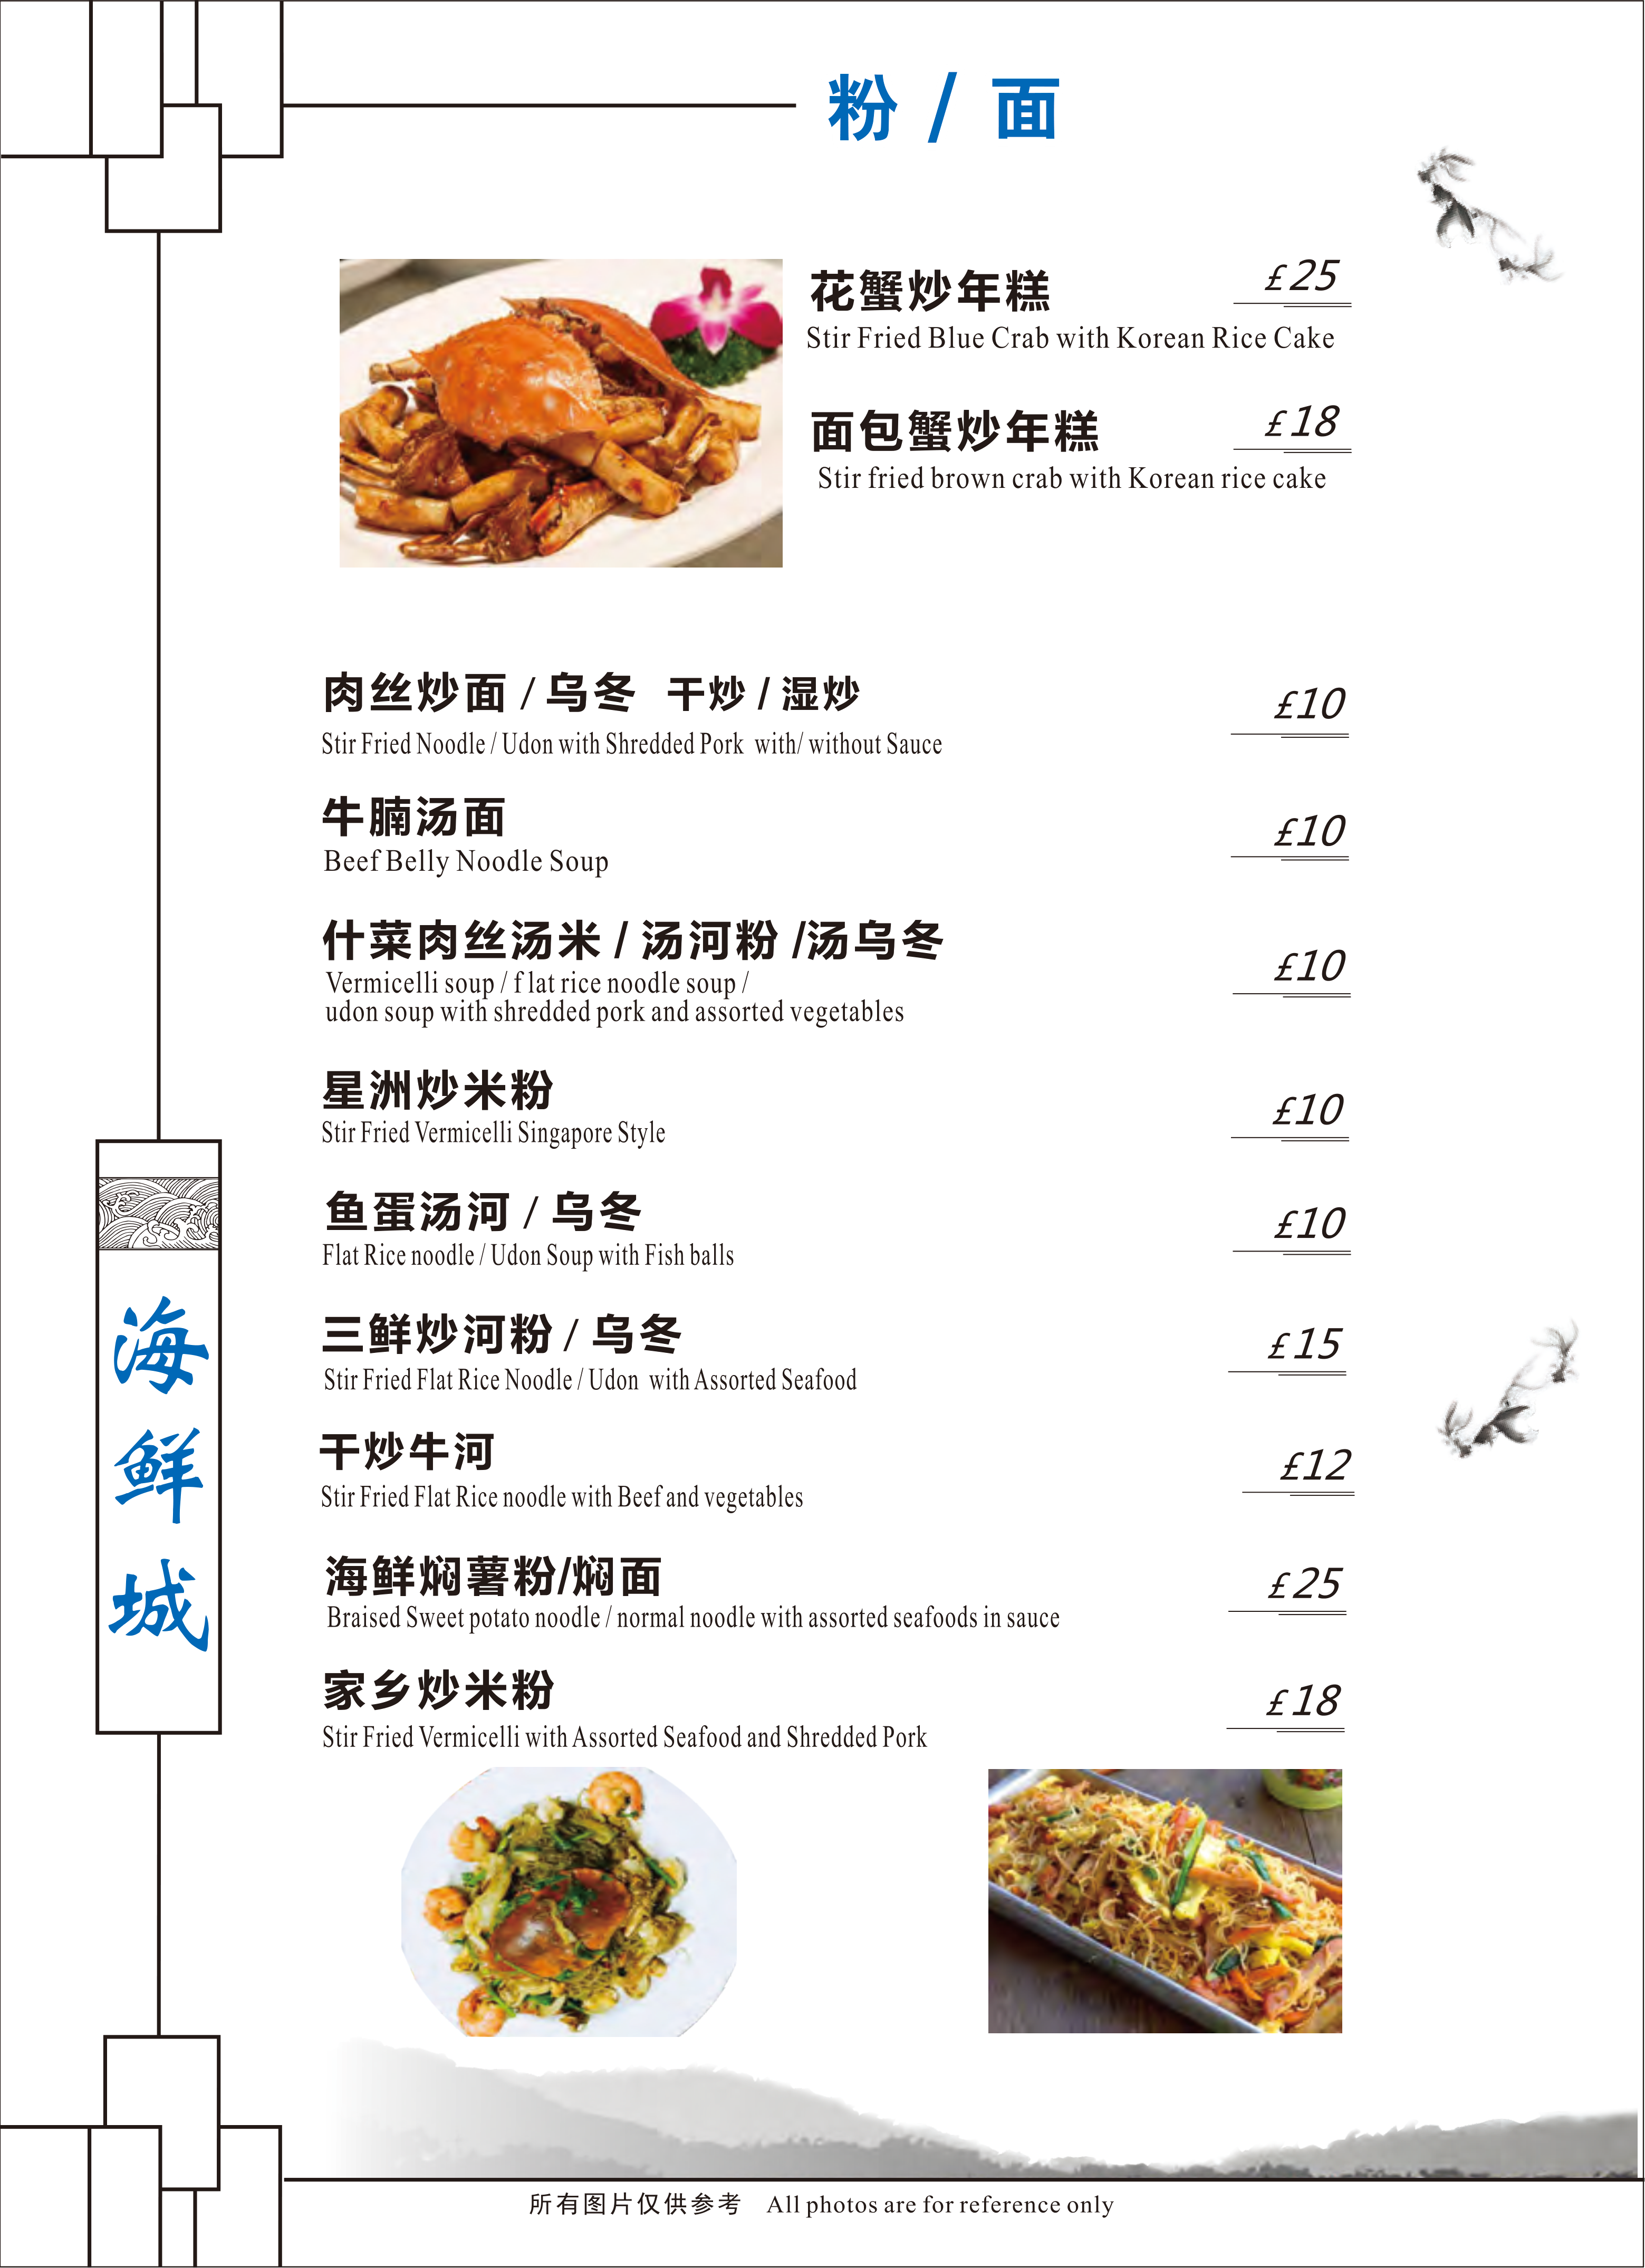 粉 / 面
花蟹炒年糕 £25
Stir Fried Blue Crab with Korean Rice Cake
面包蟹炒年糕 £18
Stir fried brown crab with Korean rice cake
肉丝炒面 / 乌冬 干炒 / 湿炒 £10
Stir Fried Noodle / Udon with Shredded Pork with/ without Sauce
牛腩汤面 £10
Beef Belly Noodle Soup
什菜肉丝汤米 / 汤河粉 /汤乌冬 £10
Vermicelli soup / f lat rice noodle soup /
udon soup with shredded pork and assorted vegetables
星洲炒米粉 £10
Stir Fried Vermicelli Singapore Style
鱼蛋汤河 / 乌冬 £10
Flat Rice noodle / Udon Soup with Fish balls
三鲜炒河粉 / 乌冬 £15
Stir Fried Flat Rice Noodle / Udon with Assorted Seafood
干炒牛河 £12
Stir Fried Flat Rice noodle with Beef and vegetables
海鲜焖薯粉/焖面 £25
Braised Sweet potato noodle / normal noodle with assorted seafoods in sauce
家乡炒米粉 £18
Stir Fried Vermicelli with Assorted Seafood and Shredded Pork
海鲜城
所有图片仅供参考 All photos are for reference only